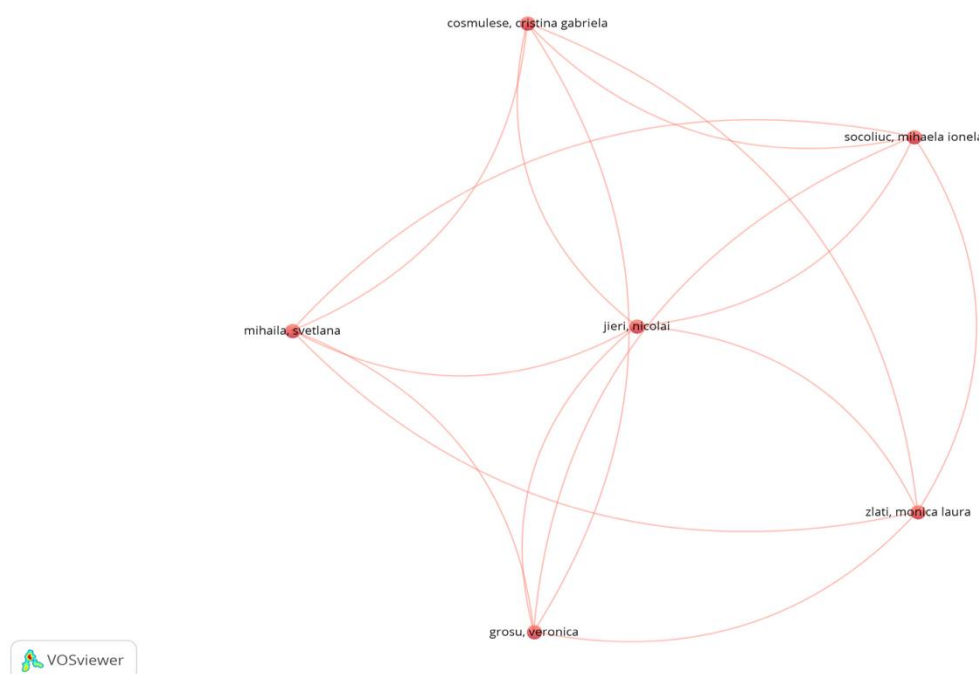 cosmulese, cristina gabriela
socoliuc, mihaela ionela
mihaila, svetlana
jieri, nicolai
zlati, monica laura
grosu, veronica
VOSviewer